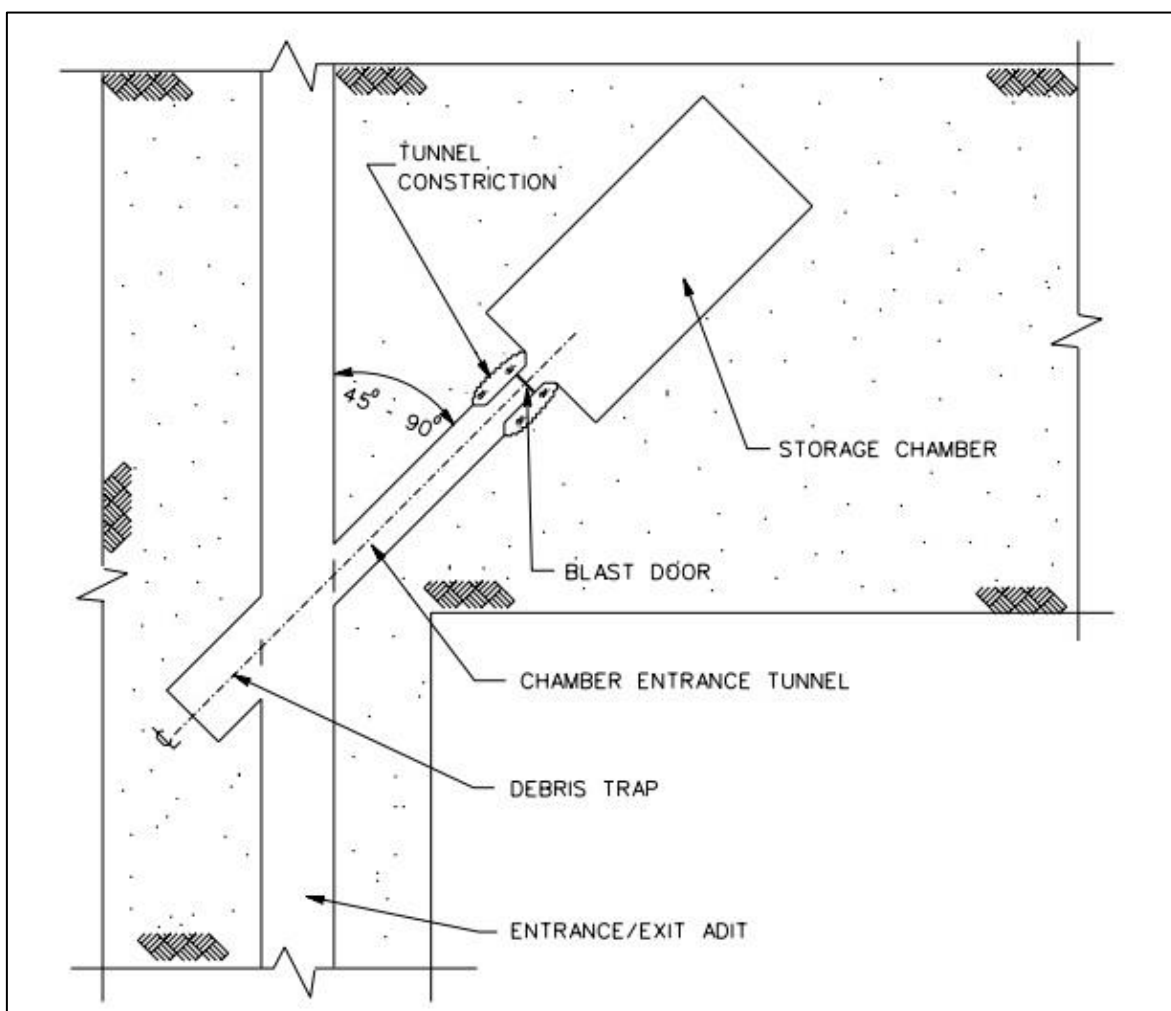 TUNNEL
CONSTRICTION
45° - 90°
STORAGE CHAMBER
BLAST DOOR
CHAMBER ENTRANCE TUNNEL
DEBRIS TRAP
ENTRANCE/EXIT ADIT